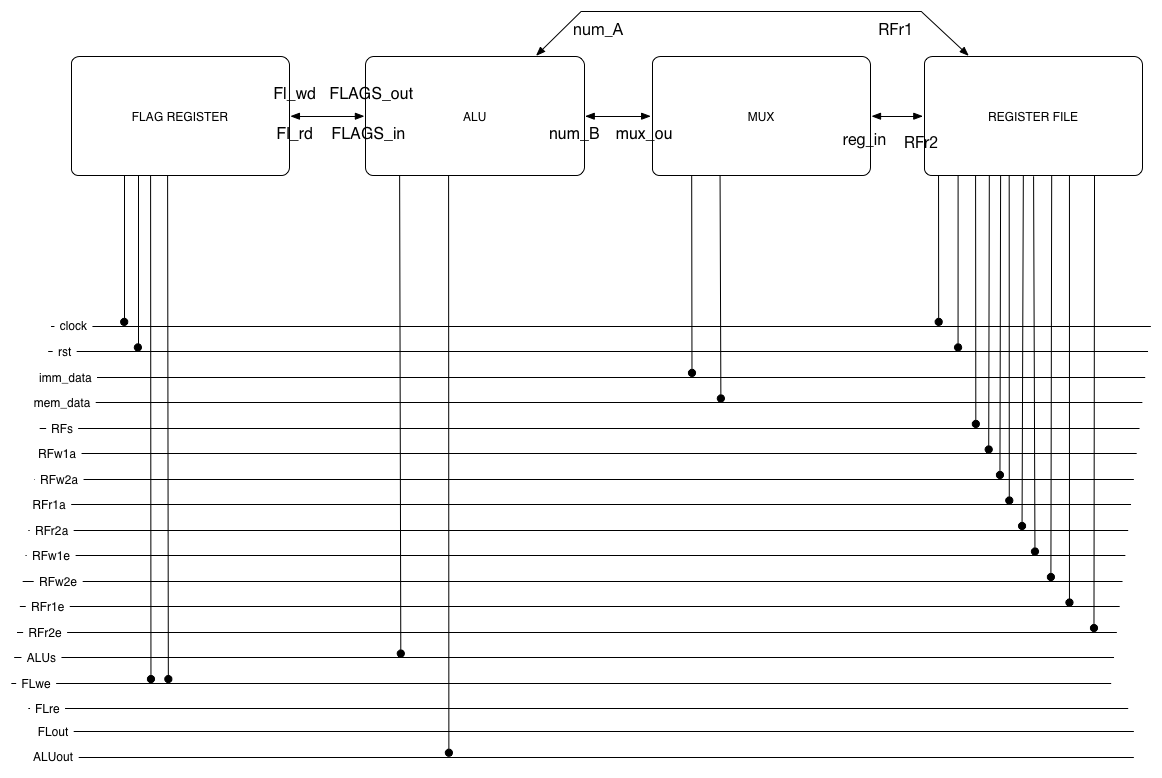 num_A RFr1
Fl_wd FLAGS_out
FLAG REGISTER ALU MUX REGISTER FILE
Fl_rd FLAGS_in num_B mux_ou reg_in RFr2
- clock
- rst
imm_data
mem_data
- RFs
RFw1a
RFw2a
RFr1a
RFr2a
RFw1e
- RFw2e
- RFr1e
- RFr2e
- ALUs
- FLwe
FLre
FLout
ALUout